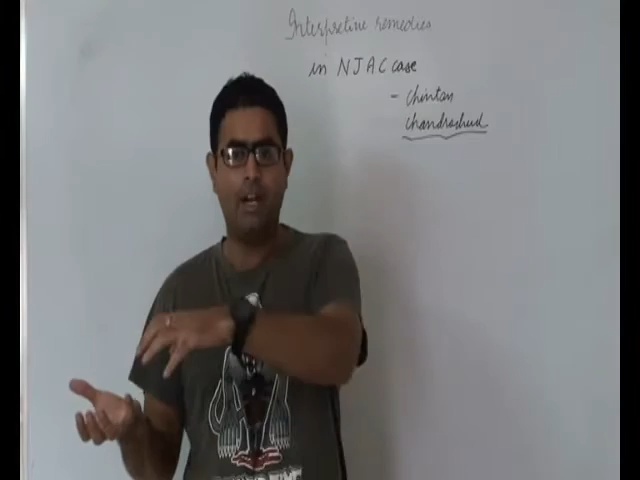 Interpretive remedies
in NJAC case
- Chintan
Chandrachud